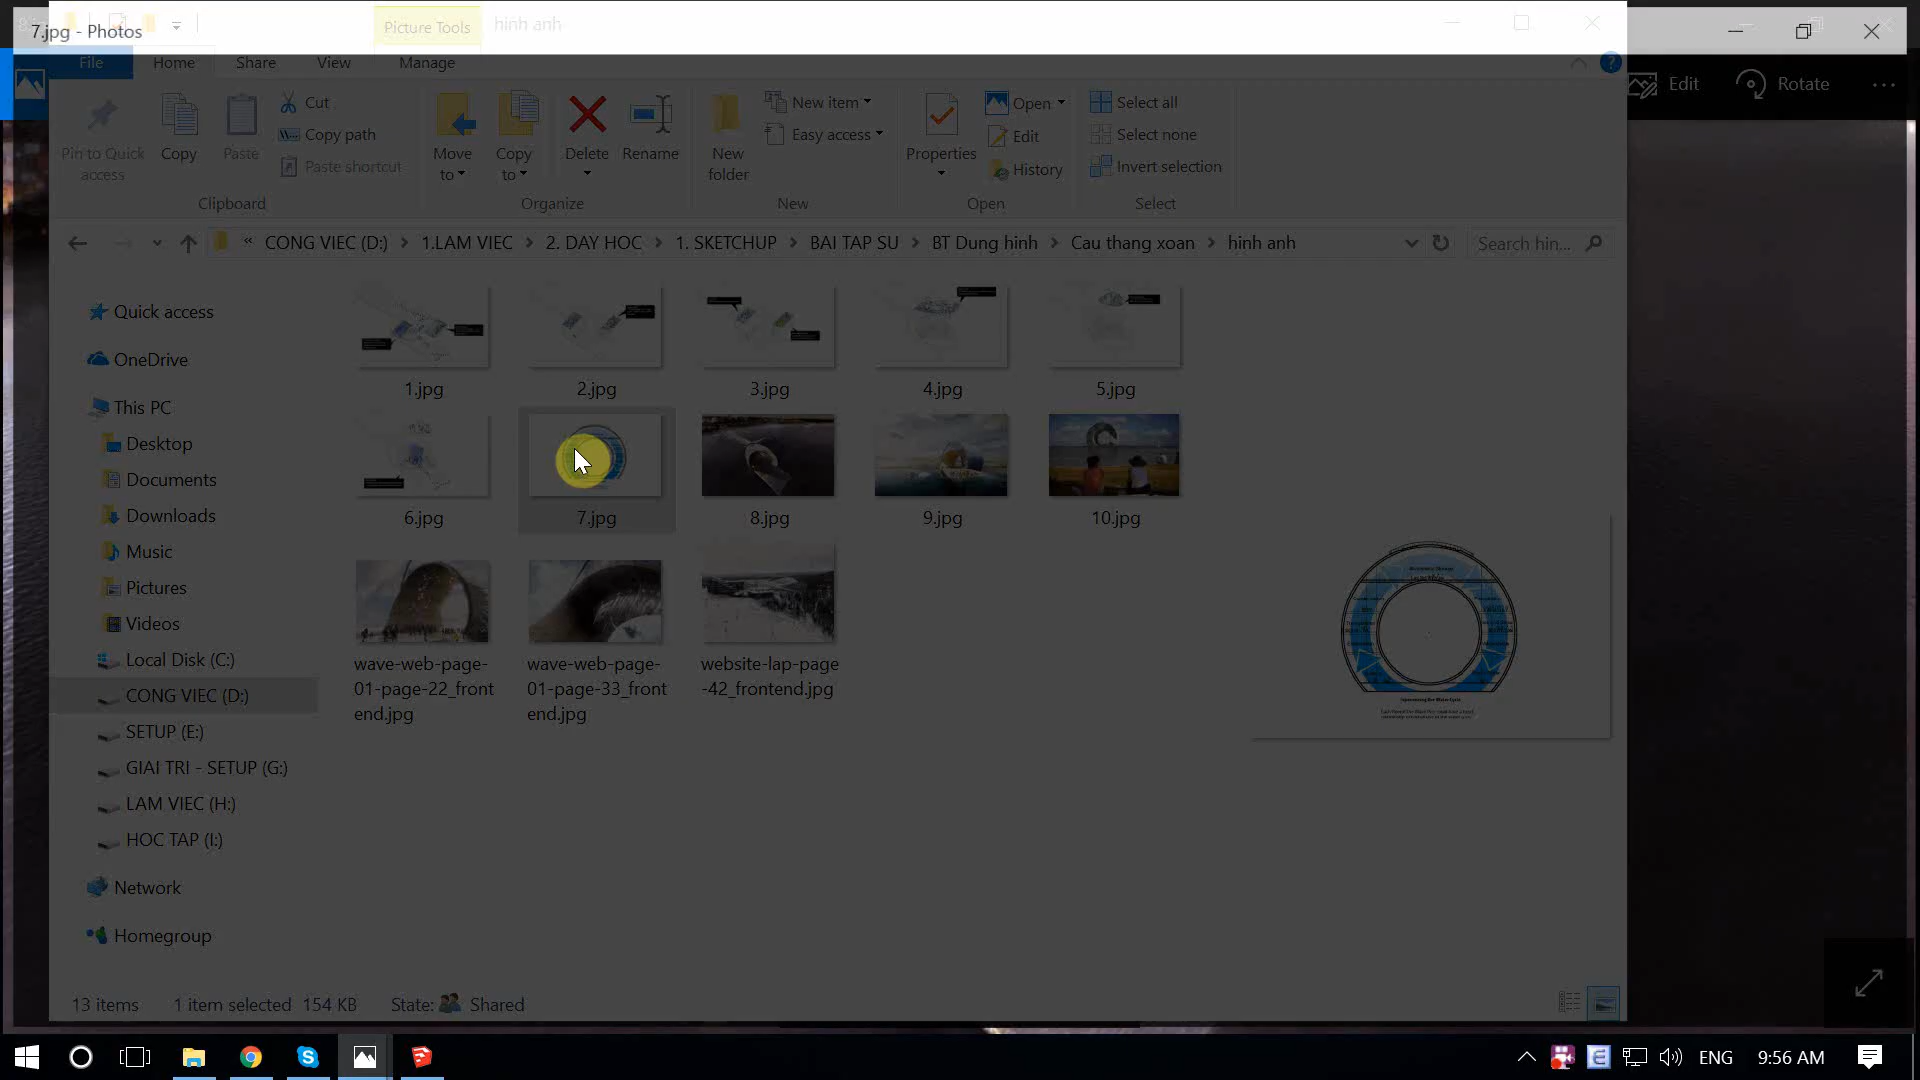 7.jpg - Photos
Picture Tools
hinh anh
File
Home
Share
View
Manage
Edit
Rotate
Pin to Quick access
Copy
Paste
Cut
Copy path
Paste shortcut
Clipboard
Move to
Copy to
Delete
Rename
Organize
New folder
New item
Easy access
New
Properties
Open
Edit
History
Open
Select all
Select none
Invert selection
Select
« CONG VIEC (D:) > 1.LAM VIEC > 2. DAY HOC > 1. SKETCHUP > BAI TAP SU > BT Dung hinh > Cau thang xoan > hinh anh
Search hin...
Quick access
OneDrive
This PC
Desktop
Documents
Downloads
Music
Pictures
Videos
Local Disk (C:)
CONG VIEC (D:)
SETUP (E:)
GIAI TRI - SETUP (G:)
LAM VIEC (H:)
HOC TAP (I:)
Network
Homegroup
1.jpg
2.jpg
3.jpg
4.jpg
5.jpg
6.jpg
7.jpg
8.jpg
9.jpg
10.jpg
wave-web-page-
01-page-22_front
end.jpg
wave-web-page-
01-page-33_front
end.jpg
website-lap-page
-42_frontend.jpg
13 items
1 item selected 154 KB
State: Shared
ENG
9:56 AM